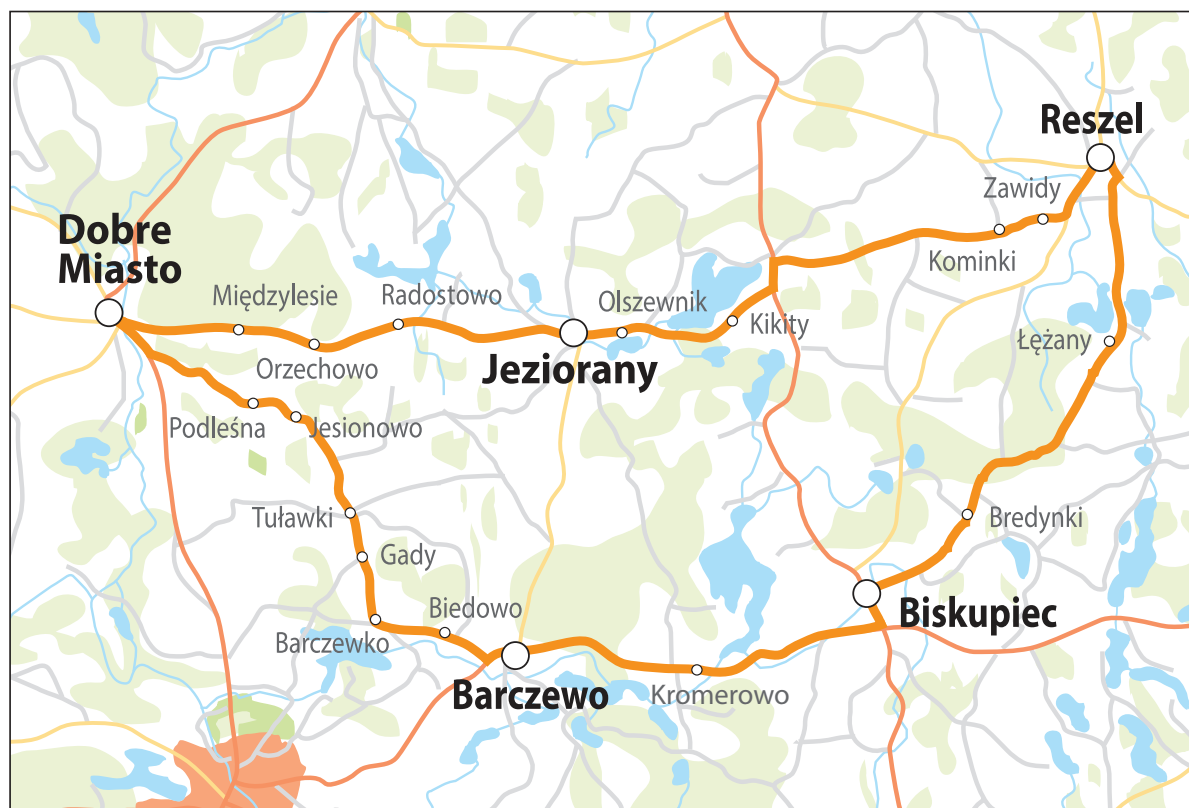 Reszel
Zawidy
Dobre
Miasto
Kominki
Międzylesie
Radostowo
Olszewnik
Kikity
Łężany
Orzechowo
Jeziorany
Podleśna
Jesionowo
Tuławki
Bredynki
Gady
Biedowo
Biskupiec
Barczewko
Barczewo
Kromerowo